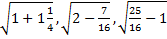 √(1 + 1 1/4), √(2 − 7/16), √(25/16 − 1)